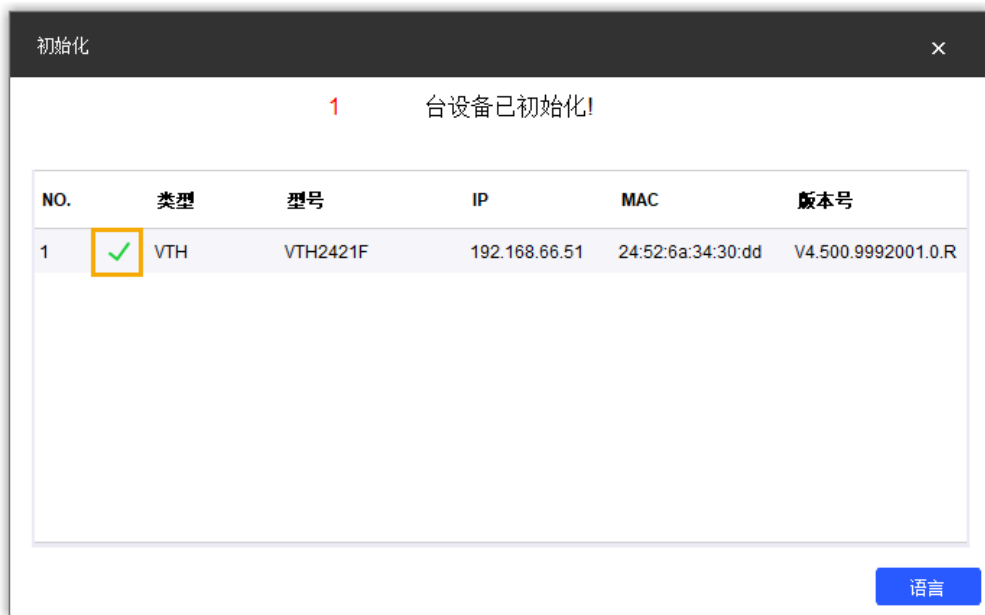 初始化
1 台设备已初始化!
NO. 类型 型号 IP MAC 版本号
1 VTH VTH2421F 192.168.66.51 24:52:6a:34:30:dd V4.500.9992001.0.R
语言